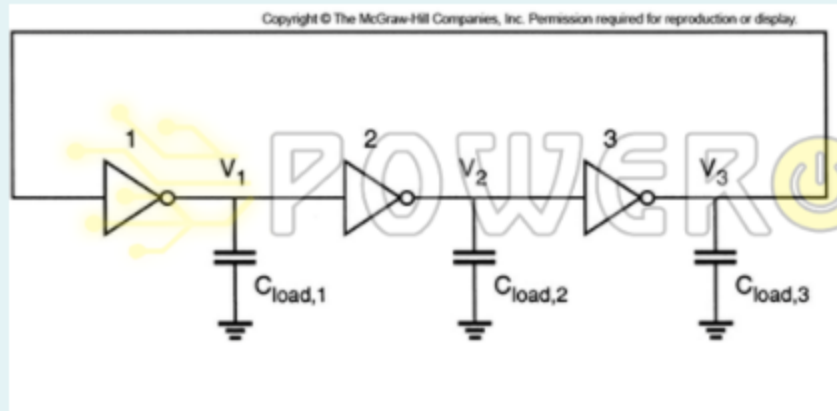 Copyright © The McGraw-Hill Companies, Inc. Permission required for reproduction or display.
1 2 3
V1 V2 V3
POWER
Cload,1 Cload,2 Cload,3